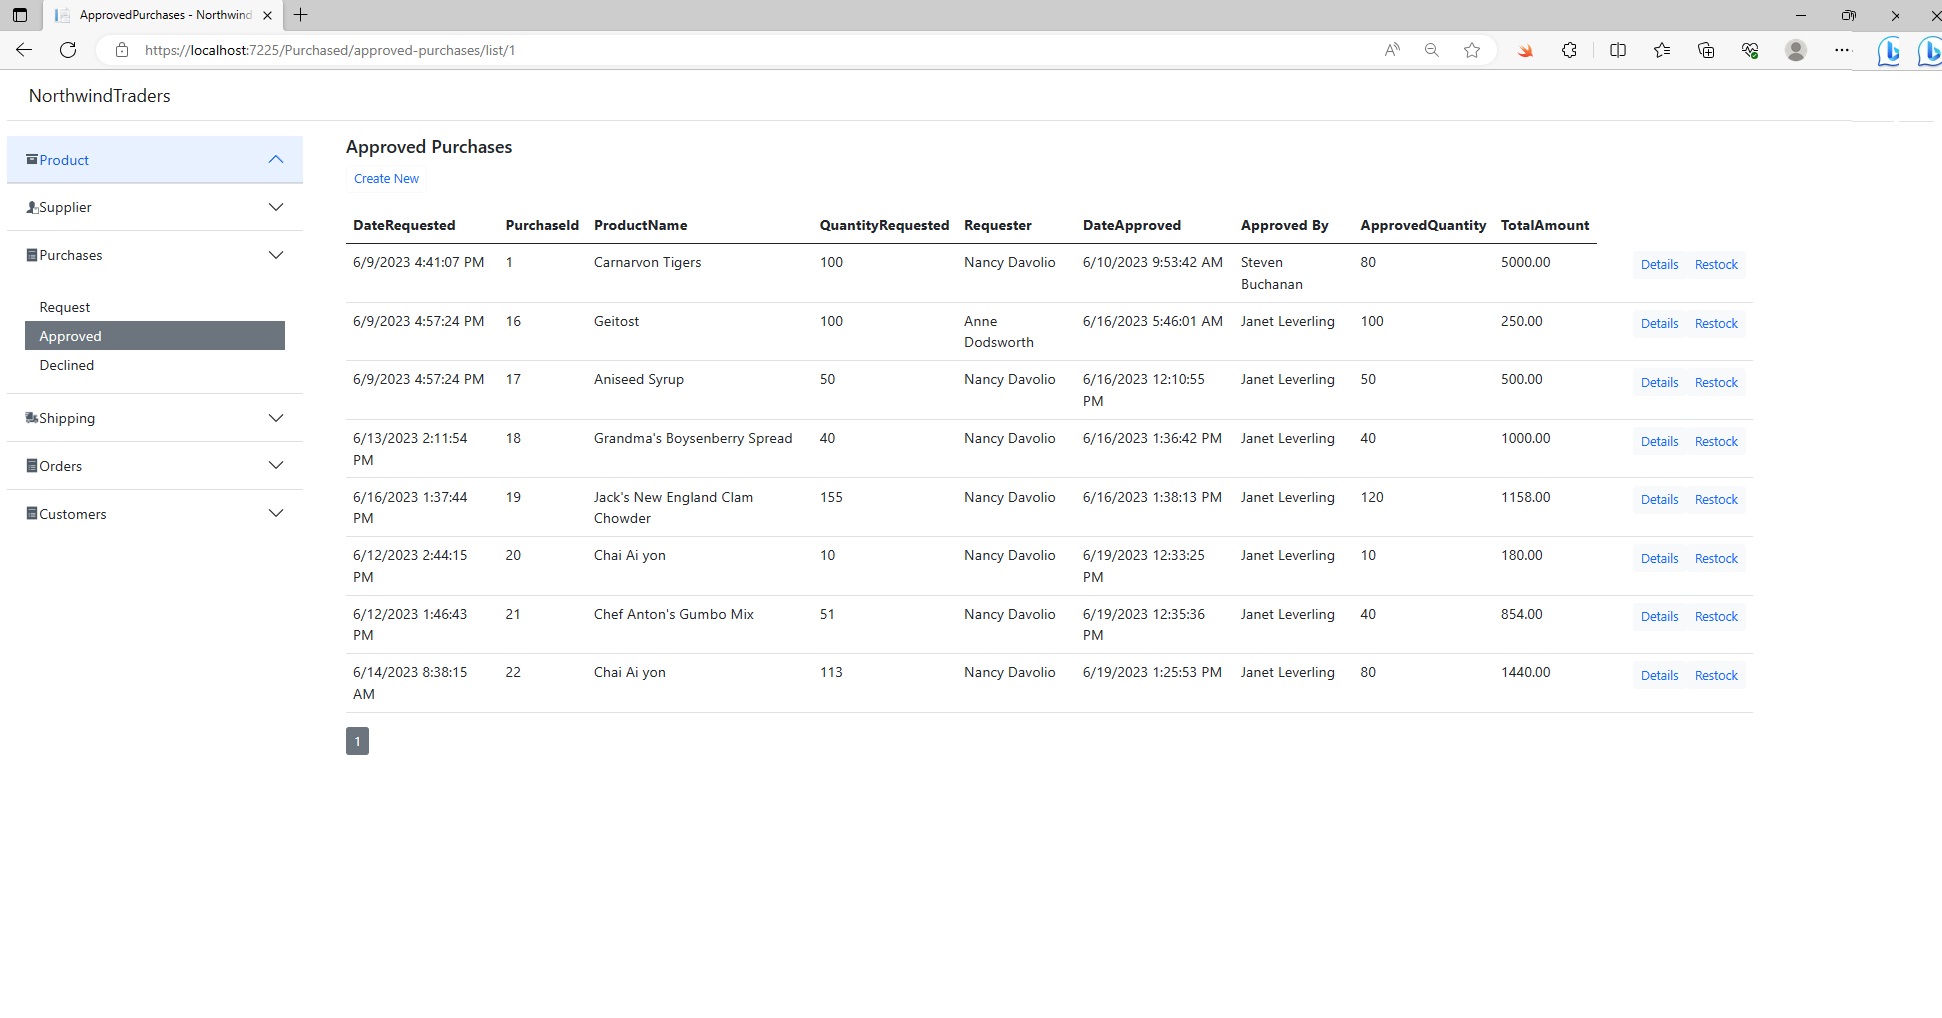 ApprovedPurchases - Northwind
https://localhost:7225/Purchased/approved-purchases/list/1
NorthwindTraders
Product
Supplier
Purchases
Request
Approved
Declined
Shipping
Orders
Customers
Approved Purchases
Create New
DateRequested PurchaseId ProductName QuantityRequested Requester DateApproved Approved By ApprovedQuantity TotalAmount
6/9/2023 4:41:07 PM 1 Carnarvon Tigers 100 Nancy Davolio 6/10/2023 9:53:42 AM Steven 80 5000.00 Details Restock
Buchanan
6/9/2023 4:57:24 PM 16 Geitost 100 Anne 6/16/2023 5:46:01 AM Janet Leverling 100 250.00 Details Restock
Dodsworth
6/9/2023 4:57:24 PM 17 Aniseed Syrup 50 Nancy Davolio 6/16/2023 12:10:55 Janet Leverling 50 500.00 Details Restock
PM
6/13/2023 2:11:54 18 Grandma's Boysenberry Spread 40 Nancy Davolio 6/16/2023 1:36:42 PM Janet Leverling 40 1000.00 Details Restock
PM
6/16/2023 1:37:44 19 Jack's New England Clam 155 Nancy Davolio 6/16/2023 1:38:13 PM Janet Leverling 120 1158.00 Details Restock
PM Chowder
6/12/2023 2:44:15 20 Chai Ai yon 10 Nancy Davolio 6/19/2023 12:33:25 Janet Leverling 10 180.00 Details Restock
PM PM
6/12/2023 1:46:43 21 Chef Anton's Gumbo Mix 51 Nancy Davolio 6/19/2023 12:35:36 Janet Leverling 40 854.00 Details Restock
PM PM
6/14/2023 8:38:15 22 Chai Ai yon 113 Nancy Davolio 6/19/2023 1:25:53 PM Janet Leverling 80 1440.00 Details Restock
AM
1